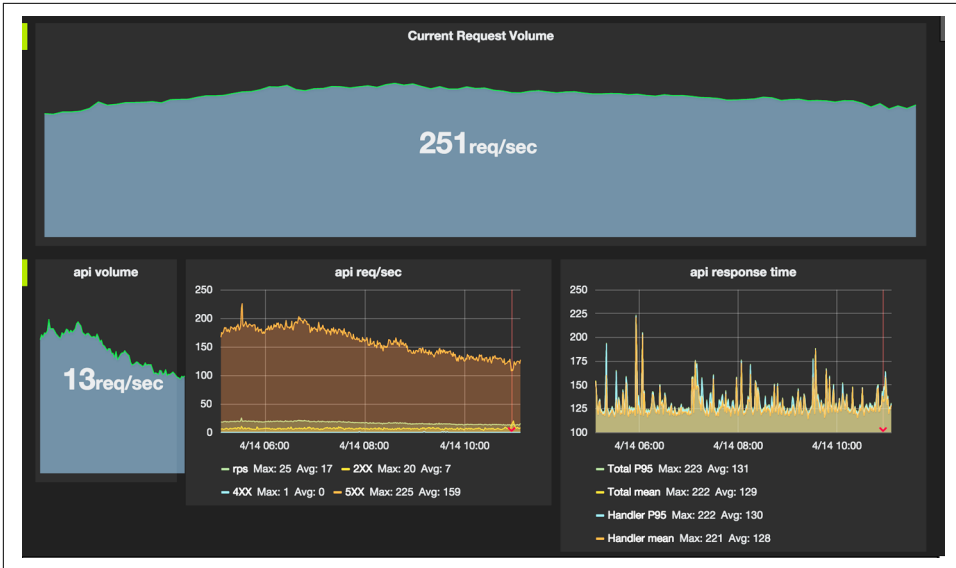 Current Request Volume
251req/sec
api volume
13req/sec
api req/sec
250
200
150
100
50
0
4/14 06:00 4/14 08:00 4/14 10:00
rps Max: 25 Avg: 17 2XX Max: 20 Avg: 7
4XX Max: 1 Avg: 0 5XX Max: 225 Avg: 159
api response time
250
225
200
175
150
125
100
4/14 06:00 4/14 08:00 4/14 10:00
Total P95 Max: 223 Avg: 131
Total mean Max: 222 Avg: 129
Handler P95 Max: 222 Avg: 130
Handler mean Max: 221 Avg: 128